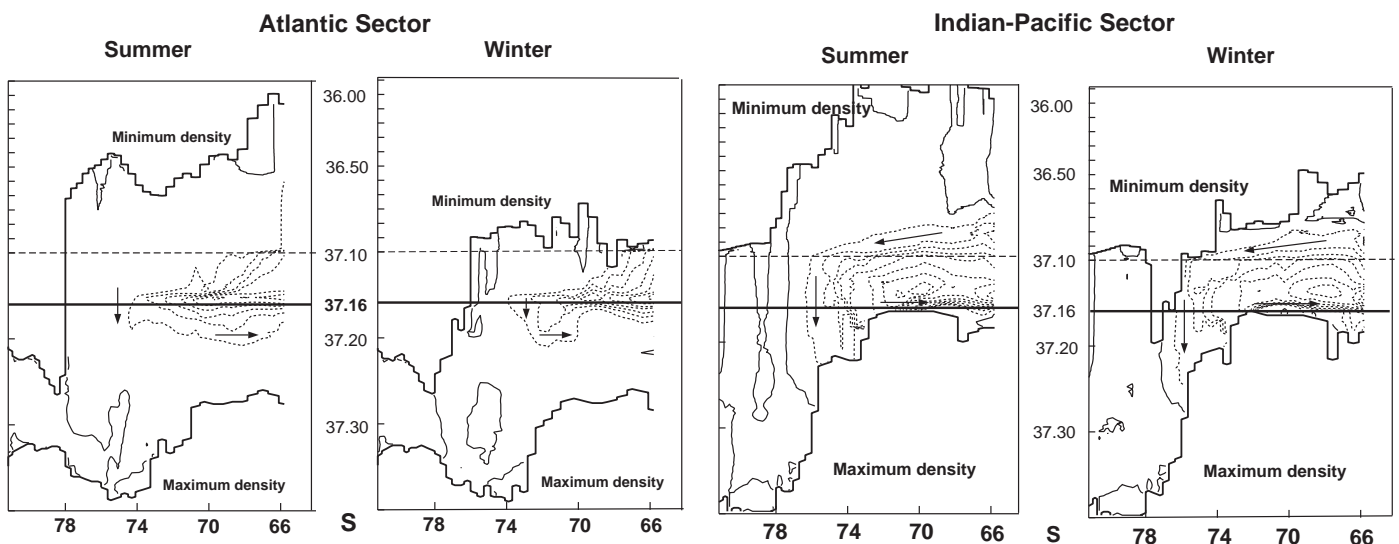 Atlantic Sector
Indian-Pacific Sector
Summer
Winter
Summer
Winter
Minimum density
Maximum density
36.00
36.50
37.10
37.16
37.20
37.30
Minimum density
Maximum density
Minimum density
Maximum density
36.00
36.50
37.10
37.16
37.20
37.30
Minimum density
Maximum density
78 74 70 66
S
78 74 70 66
78 74 70 66
S
78 74 70 66